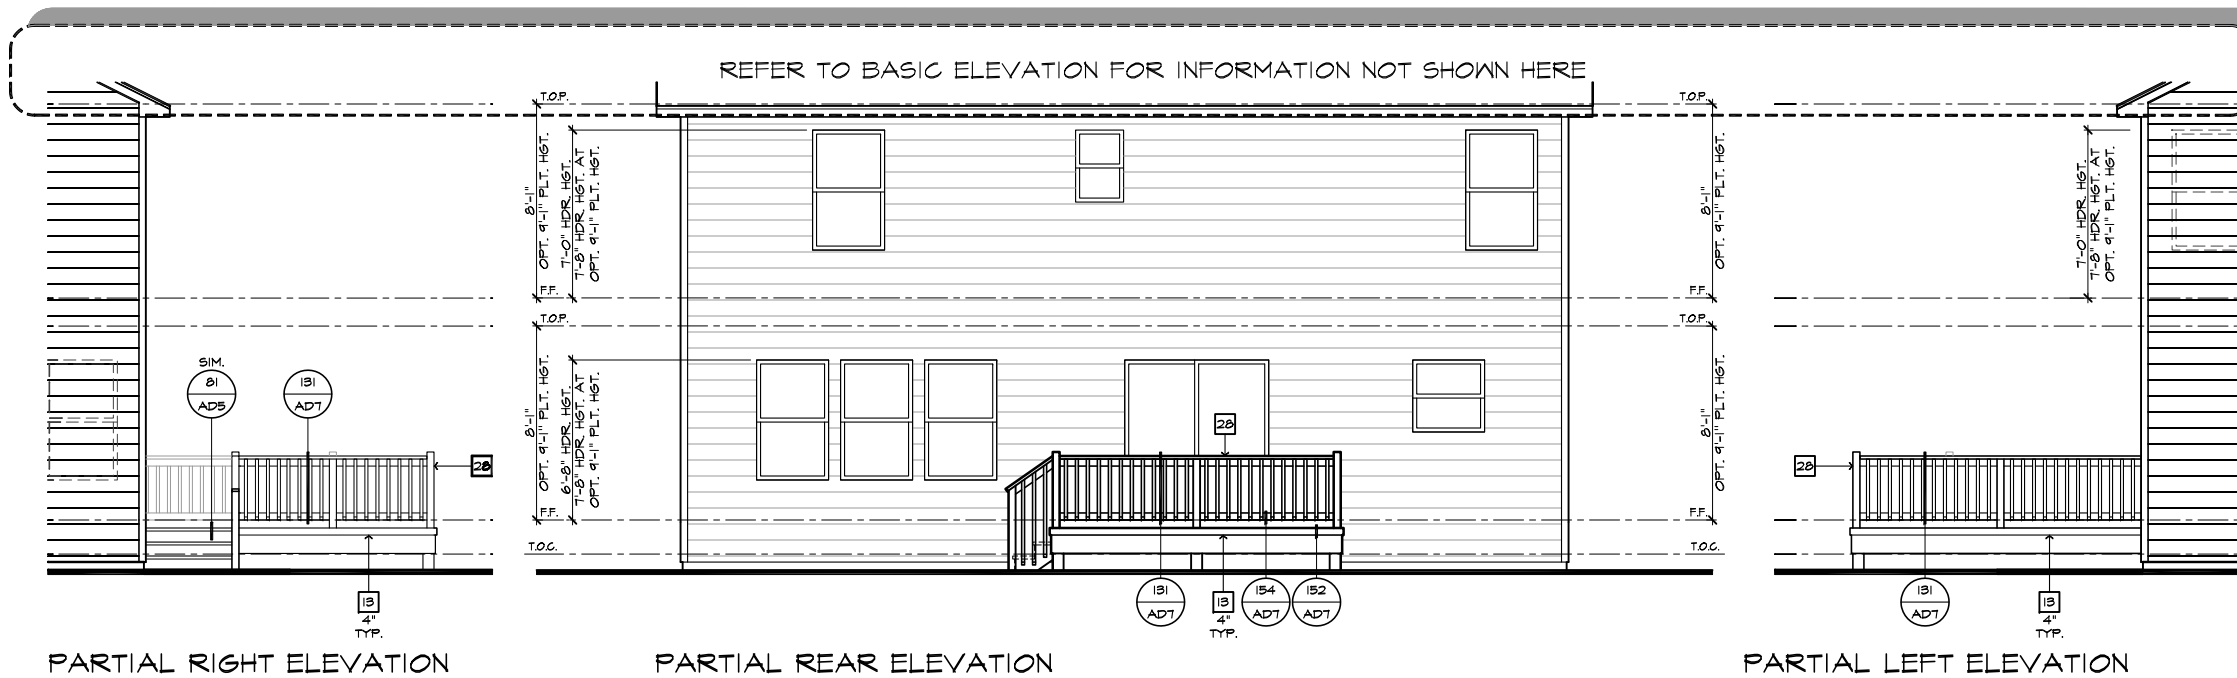 REFER TO BASIC ELEVATION FOR INFORMATION NOT SHOWN HERE
SIM.
81
AD5
131
AD7
28
13
4"
TYP.
PARTIAL RIGHT ELEVATION
T.O.P.
8'-1"
OPT. 9'-1" PLT. HGT.
7'-0" HDR. HGT.
7'-8" HDR. HGT. AT
OPT. 9'-1" PLT. HGT.
F.F.
T.O.P.
8'-1"
OPT. 9'-1" PLT. HGT.
6'-8" HDR. HGT.
7'-8" HDR. HGT. AT
OPT. 9'-1" PLT. HGT.
F.F.
T.O.C.
28
131
AD7
13
4"
TYP.
154
AD7
152
AD7
PARTIAL REAR ELEVATION
T.O.P.
8'-1"
OPT. 9'-1" PLT. HGT.
F.F.
T.O.P.
8'-1"
OPT. 9'-1" PLT. HGT.
F.F.
T.O.C.
7'-0" HDR. HGT.
7'-8" HDR. HGT. AT
OPT. 9'-1" PLT. HGT.
28
131
AD7
13
4"
TYP.
PARTIAL LEFT ELEVATION